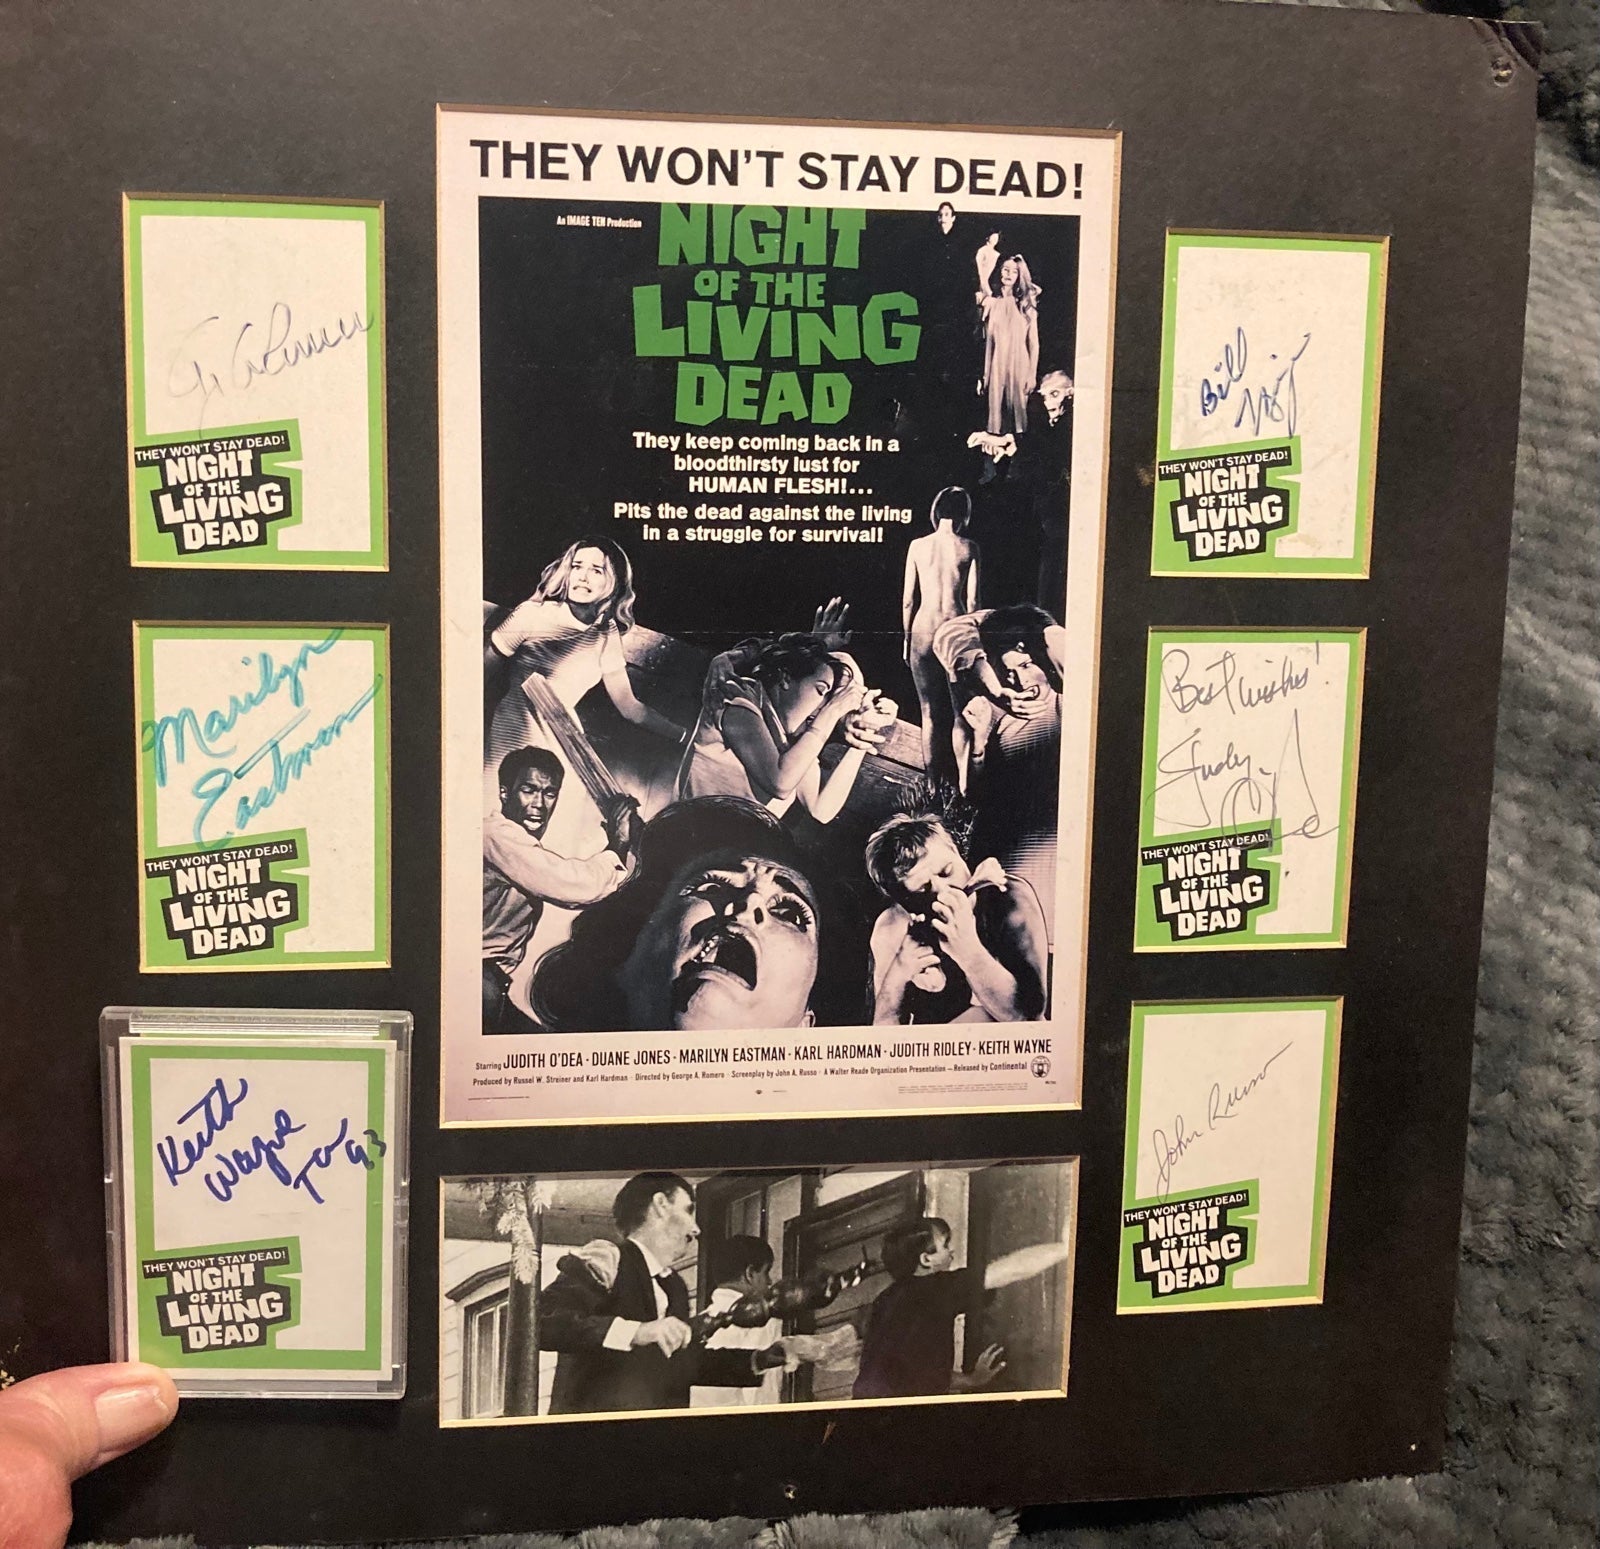 THEY WON'T STAY DEAD!
An IMAGE TEN Production
NIGHT
OF THE
LIVING
DEAD
They keep coming back in a
bloodthirsty lust for
HUMAN FLESH!...
Pits the dead against the living
in a struggle for survival!
Starring JUDITH O'DEA · DUANE JONES · MARILYN EASTMAN · KARL HARDMAN · JUDITH RIDLEY · KEITH WAYNE
Produced by Russel W. Streiner and Karl Hardman · Directed by George A. Romero · Screenplay by John A. Russo · A Walter Reade Organization Presentation — Released by Continental
THEY WON'T STAY DEAD!
NIGHT
OF THE
LIVING
DEAD
Marilyn
Eastman
THEY WON'T STAY DEAD!
NIGHT
OF THE
LIVING
DEAD
Keith
Wayne
93
THEY WON'T STAY DEAD!
NIGHT
OF THE
LIVING
DEAD
Bill
THEY WON'T STAY DEAD!
NIGHT
OF THE
LIVING
DEAD
Best wishes!
Judy
THEY WON'T STAY DEAD!
NIGHT
OF THE
LIVING
DEAD
John Russo
THEY WON'T STAY DEAD!
NIGHT
OF THE
LIVING
DEAD